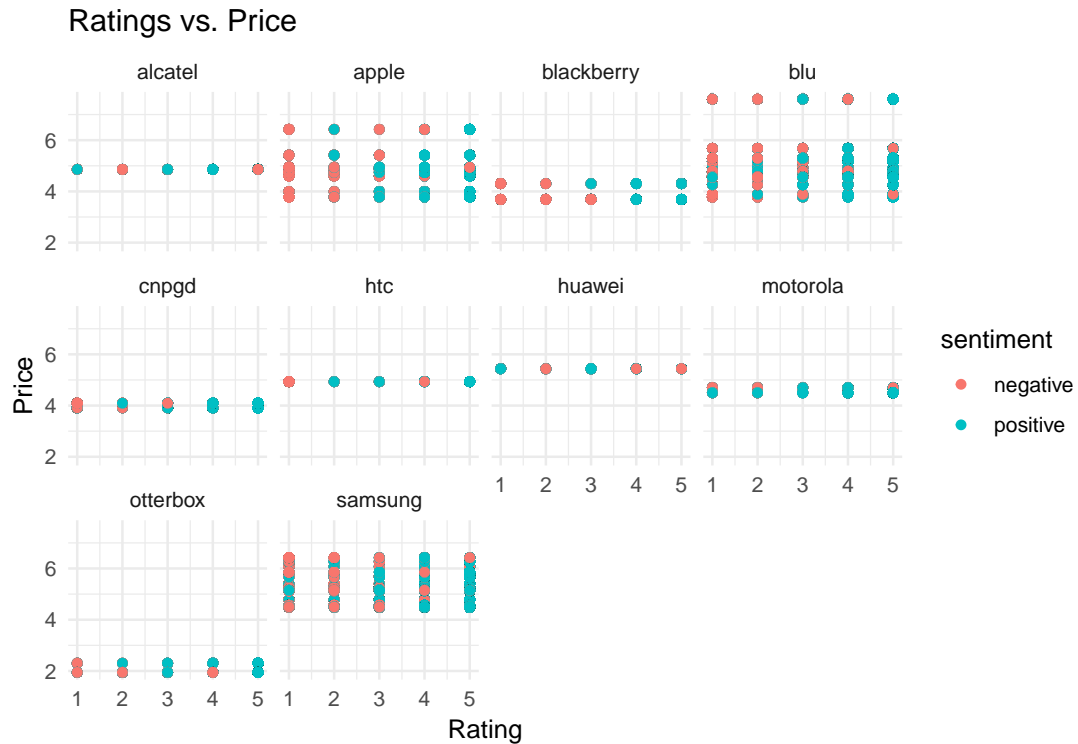 Ratings vs. Price
alcatel apple blackberry blu
6
4
2
cnpgd htc huawei motorola
6
4
2
1 2 3 4 5 1 2 3 4 5
otterbox samsung
6
4
2
1 2 3 4 5 1 2 3 4 5
Rating
Price
sentiment
negative
positive